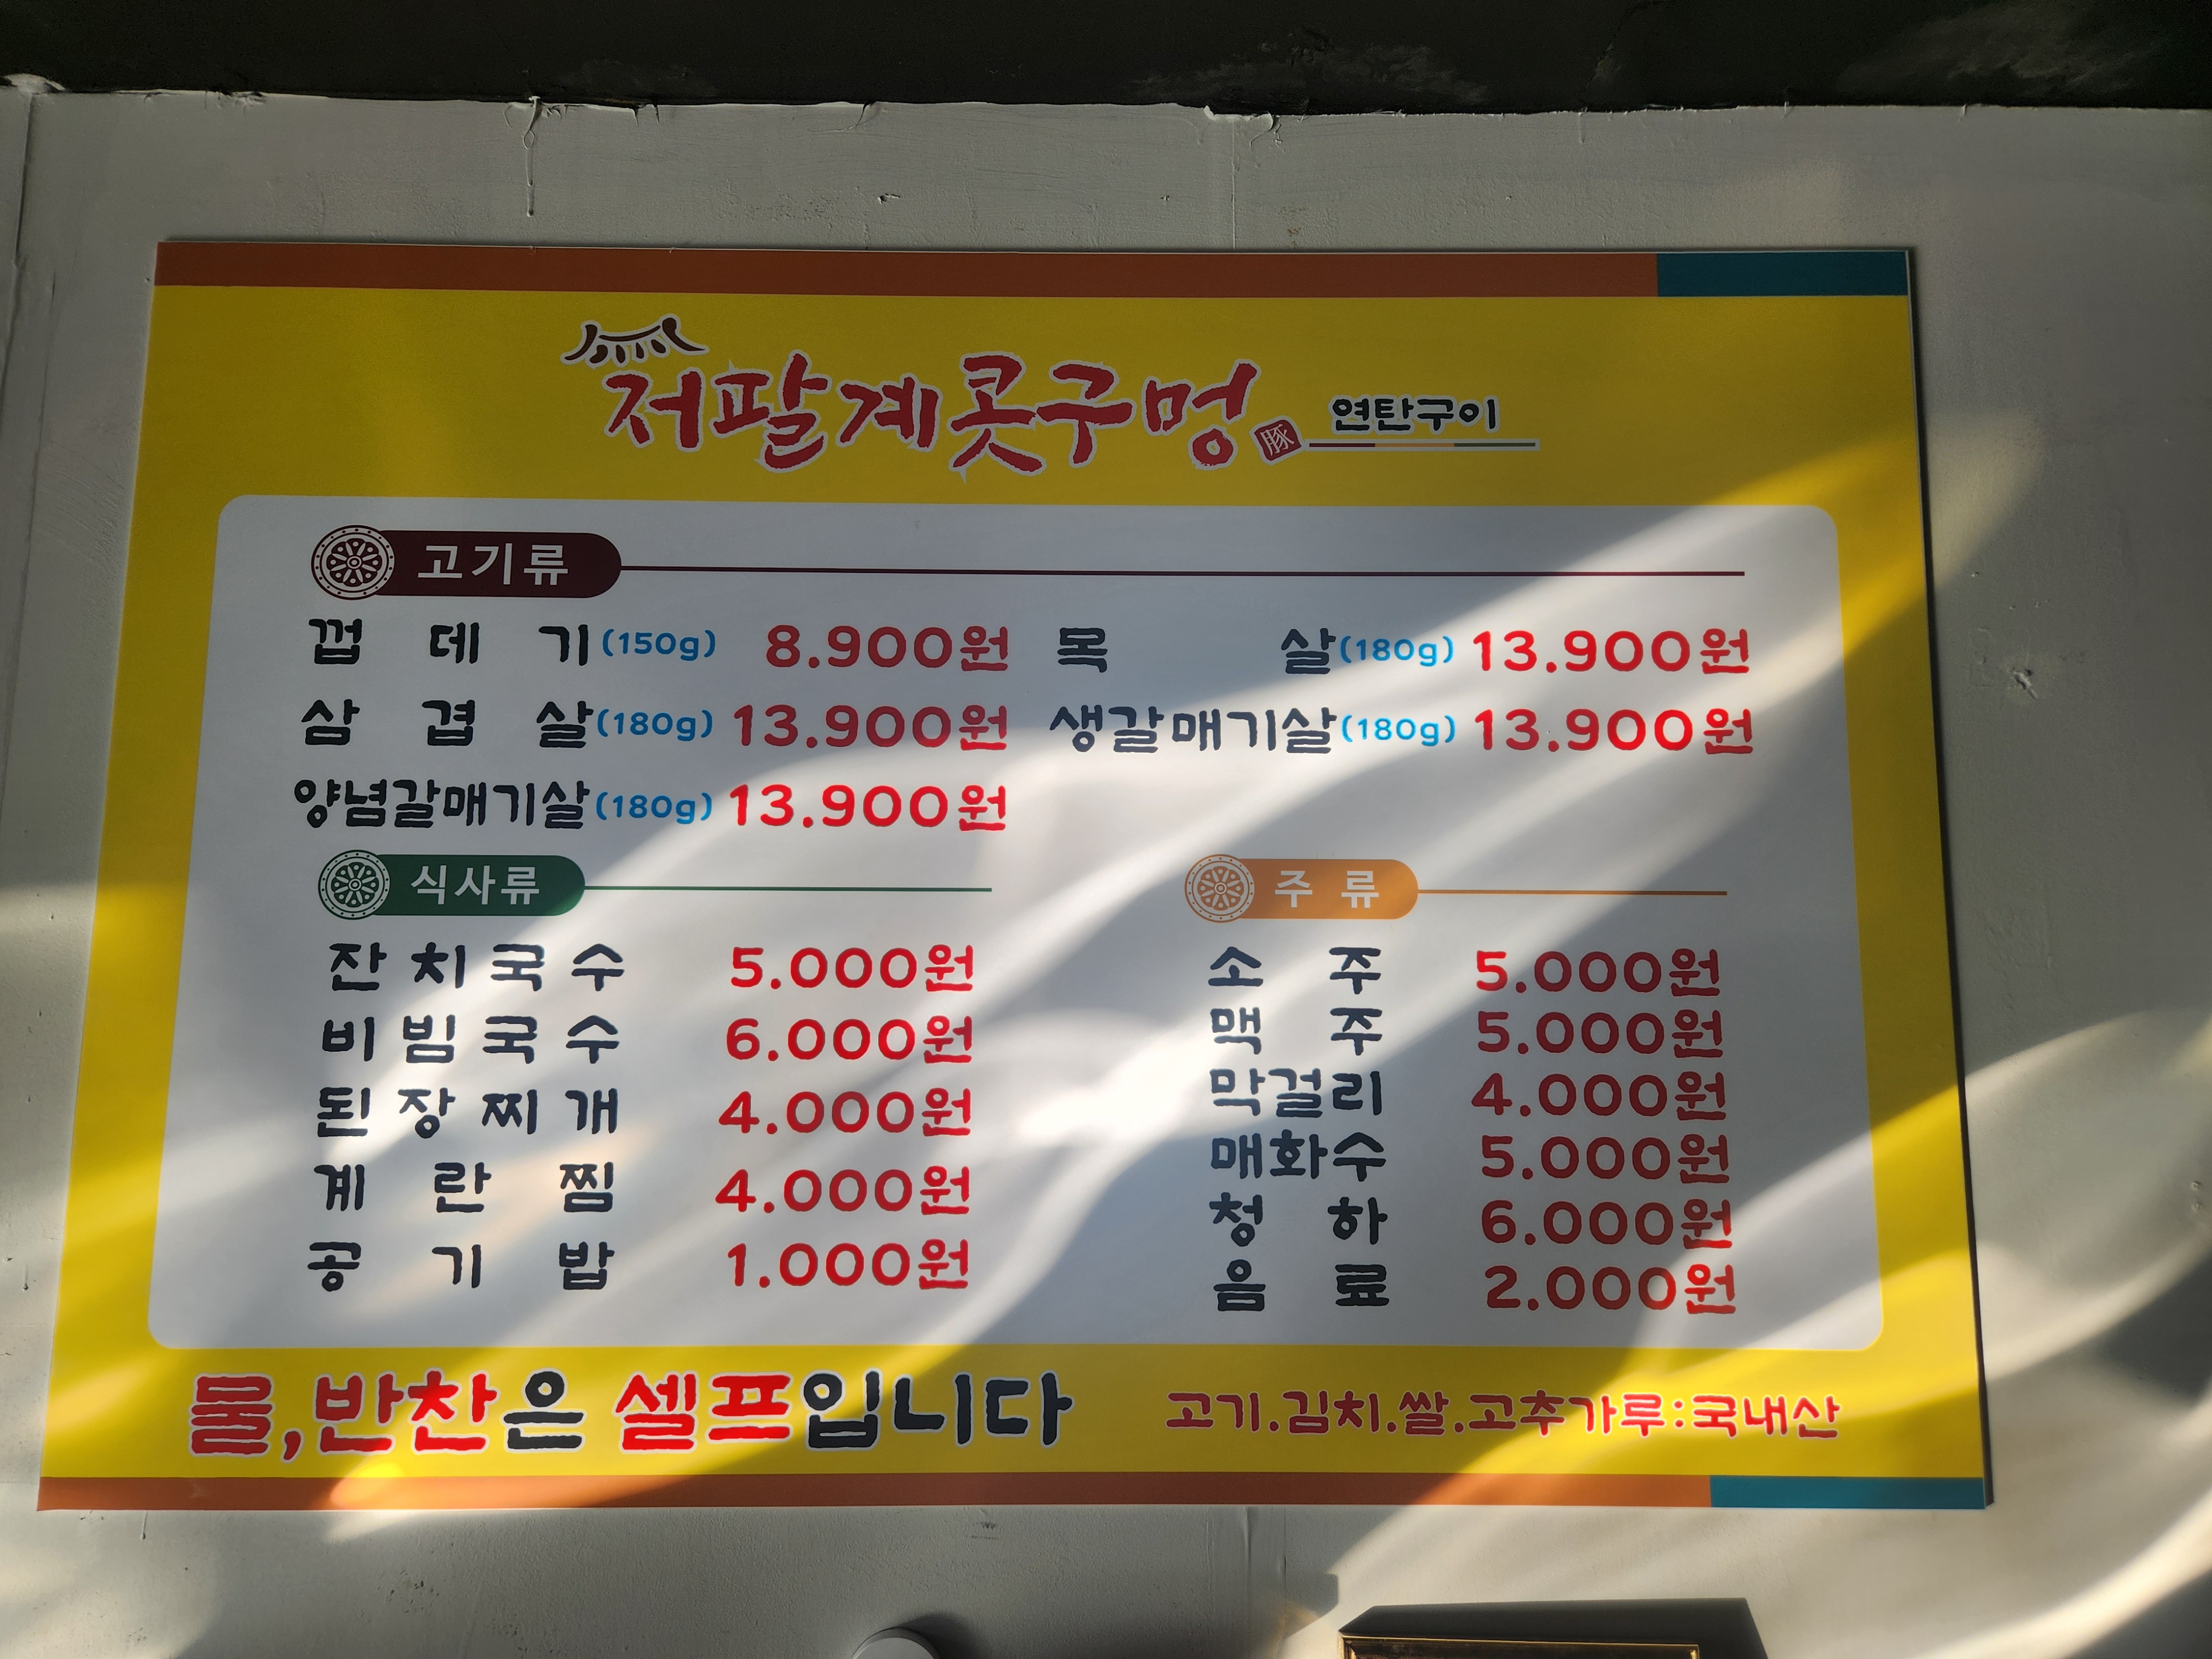 저팔계콧구멍 豚 연탄구이
고기류
껍데기(150g) 8.900원 목살(180g) 13.900원
삼겹살(180g) 13.900원 생갈매기살(180g) 13.900원
양념갈매기살(180g) 13.900원
식사류
잔치국수 5.000원
비빔국수 6.000원
된장찌개 4.000원
계란찜 4.000원
공기밥 1.000원
주류
소주 5.000원
맥주 5.000원
막걸리 4.000원
매화수 5.000원
청하 6.000원
음료 2.000원
물,반찬은 셀프입니다
고기.김치.쌀.고추가루:국내산